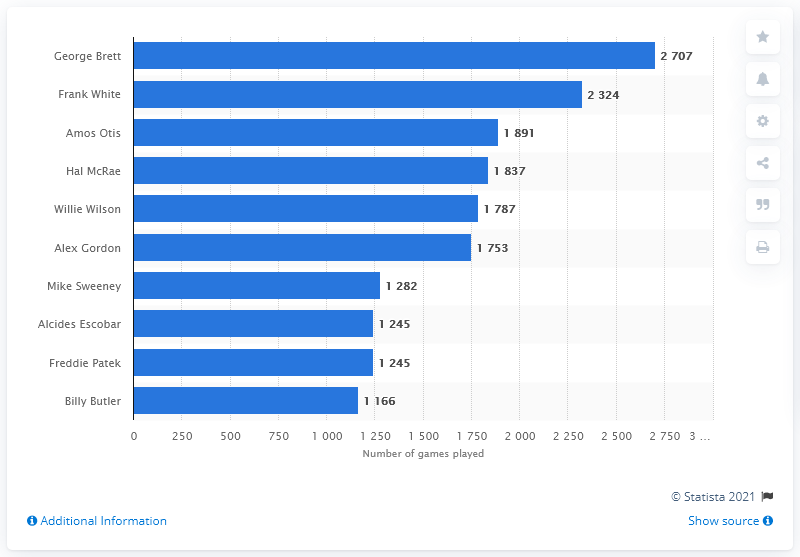 George Brett 2 707
Frank White 2 324
Amos Otis 1 891
Hal McRae 1 837
Willie Wilson 1 787
Alex Gordon 1 753
Mike Sweeney 1 282
Alcides Escobar 1 245
Freddie Patek 1 245
Billy Butler 1 166
0 250 500 750 1 000 1 250 1 500 1 750 2 000 2 250 2 500 2 750 3 ...
Number of games played
© Statista 2021
Additional Information Show source